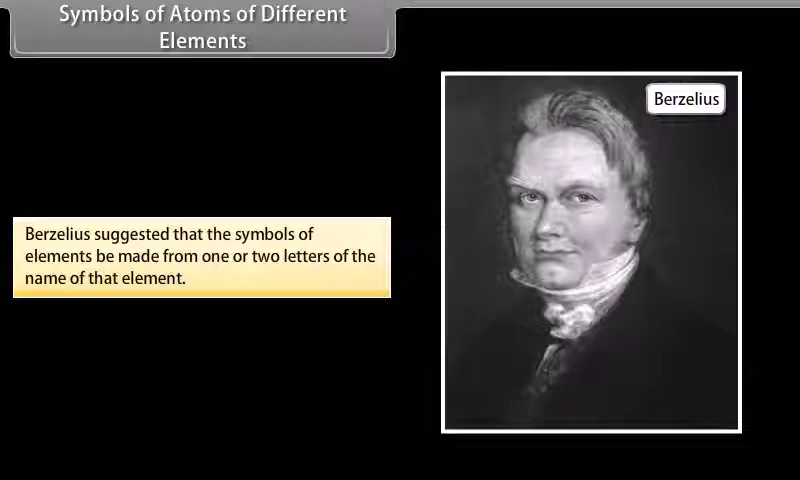 Symbols of Atoms of Different
Elements
Berzelius
Berzelius suggested that the symbols of
elements be made from one or two letters of the
name of that element.